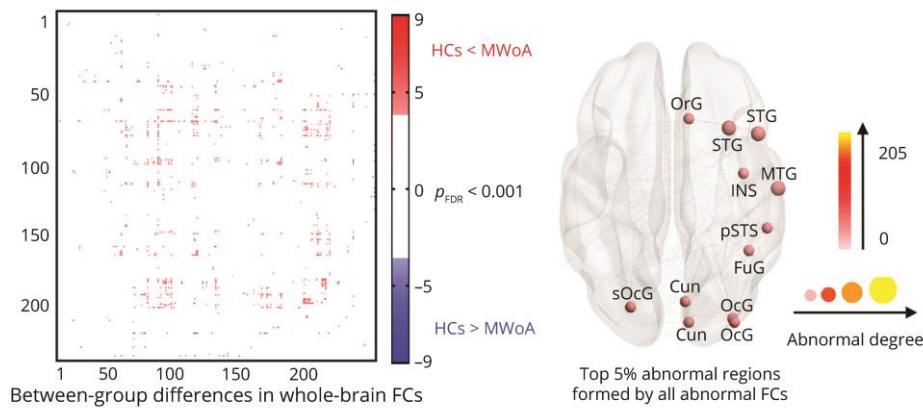 1
50
100
150
200
1 50 100 150 200
Between-group differences in whole-brain FCs
9
5
0
−5
−9
HCs < MWoA
pFDR < 0.001
HCs > MWoA
OrG
STG
STG
INS
MTG
pSTS
FuG
sOcG
Cun
Cun
OcG
OcG
Top 5% abnormal regions
formed by all abnormal FCs
205
0
Abnormal degree